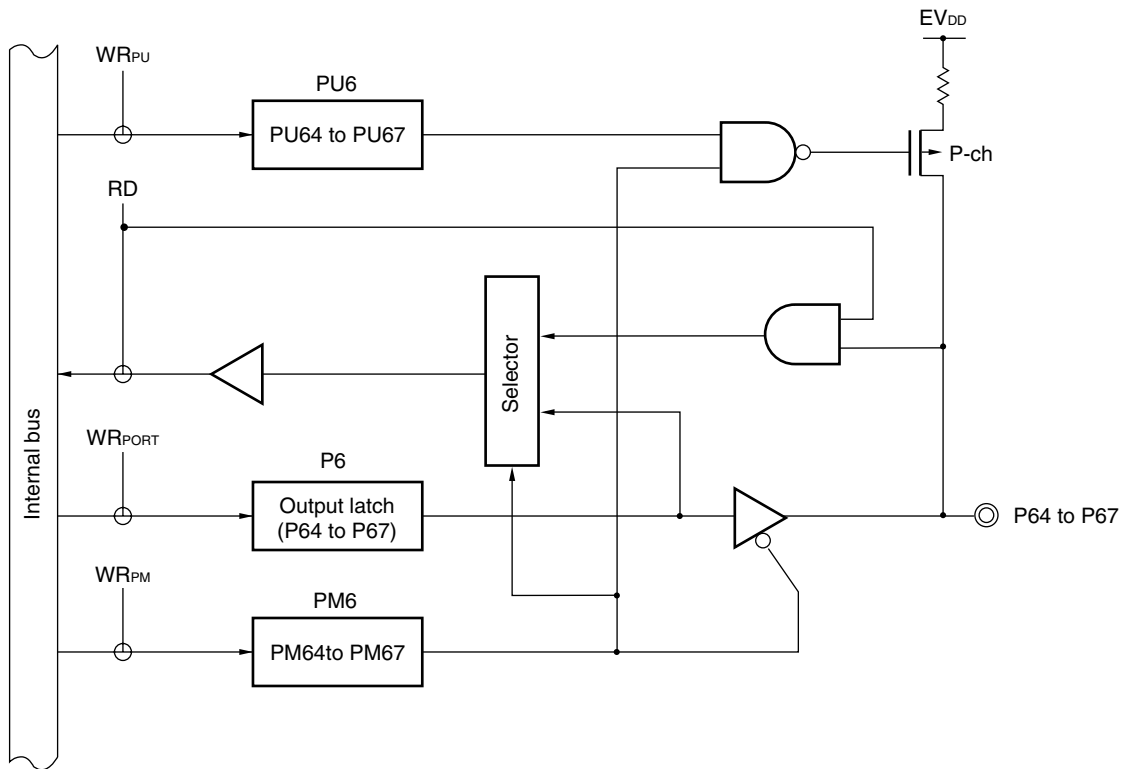 EVDD
WRPU
PU6
PU64 to PU67
P-ch
RD
Selector
Internal bus
WRPORT
P6
Output latch
(P64 to P67)
P64 to P67
WRPM
PM6
PM64to PM67